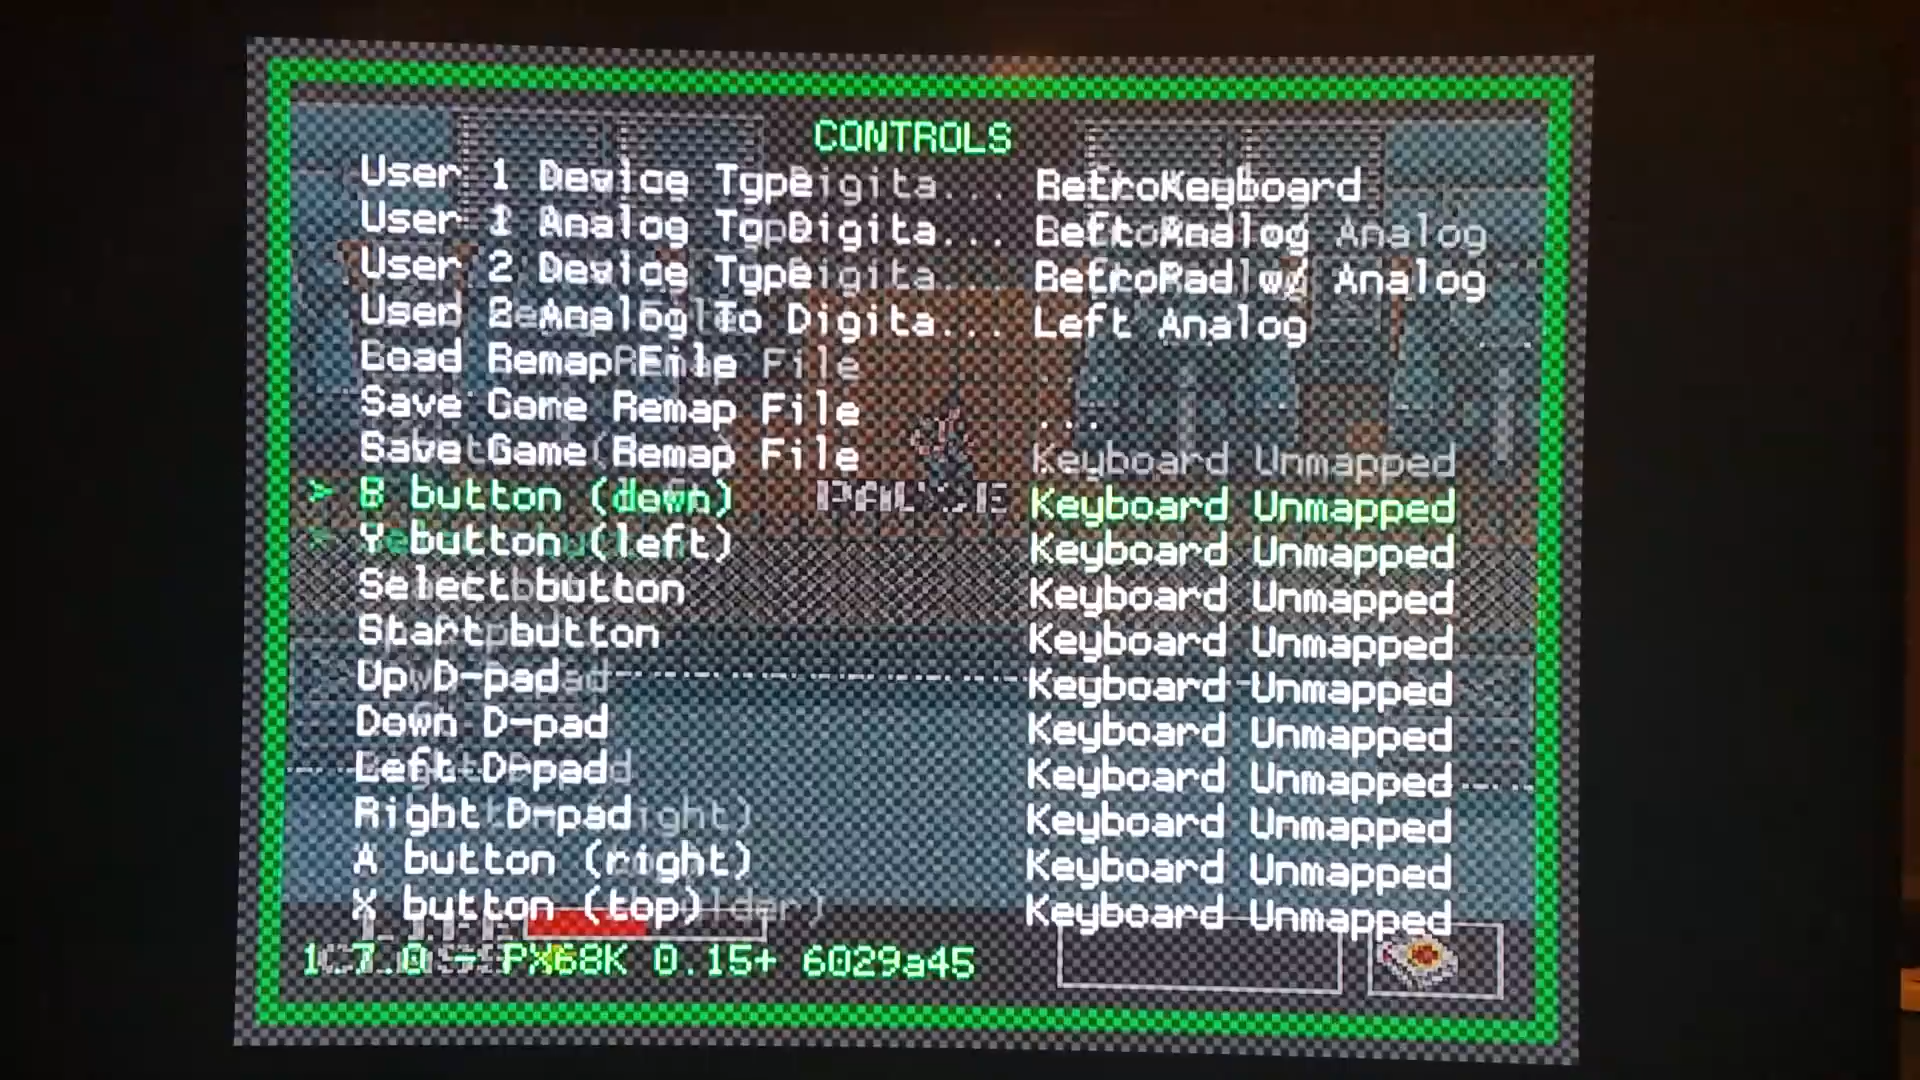 CONTROLS
User 1 Device Type RetroKeyboard
User 1 Analog To Digita... Left Analog
User 2 Device Type RetroPad w/ Analog
User 2 Analog To Digita... Left Analog
Load Remap File ...
Save Remap File ...
Save Game Remap File
> B button (down) Keyboard Unmapped
Y button (left) Keyboard Unmapped
Select button Keyboard Unmapped
Start button Keyboard Unmapped
Up D-pad Keyboard Unmapped
Down D-pad Keyboard Unmapped
Left D-pad Keyboard Unmapped
Right D-pad Keyboard Unmapped
A button (right) Keyboard Unmapped
X button (top) Keyboard Unmapped
1.7.0 - PX68K 0.15+ 6029a45